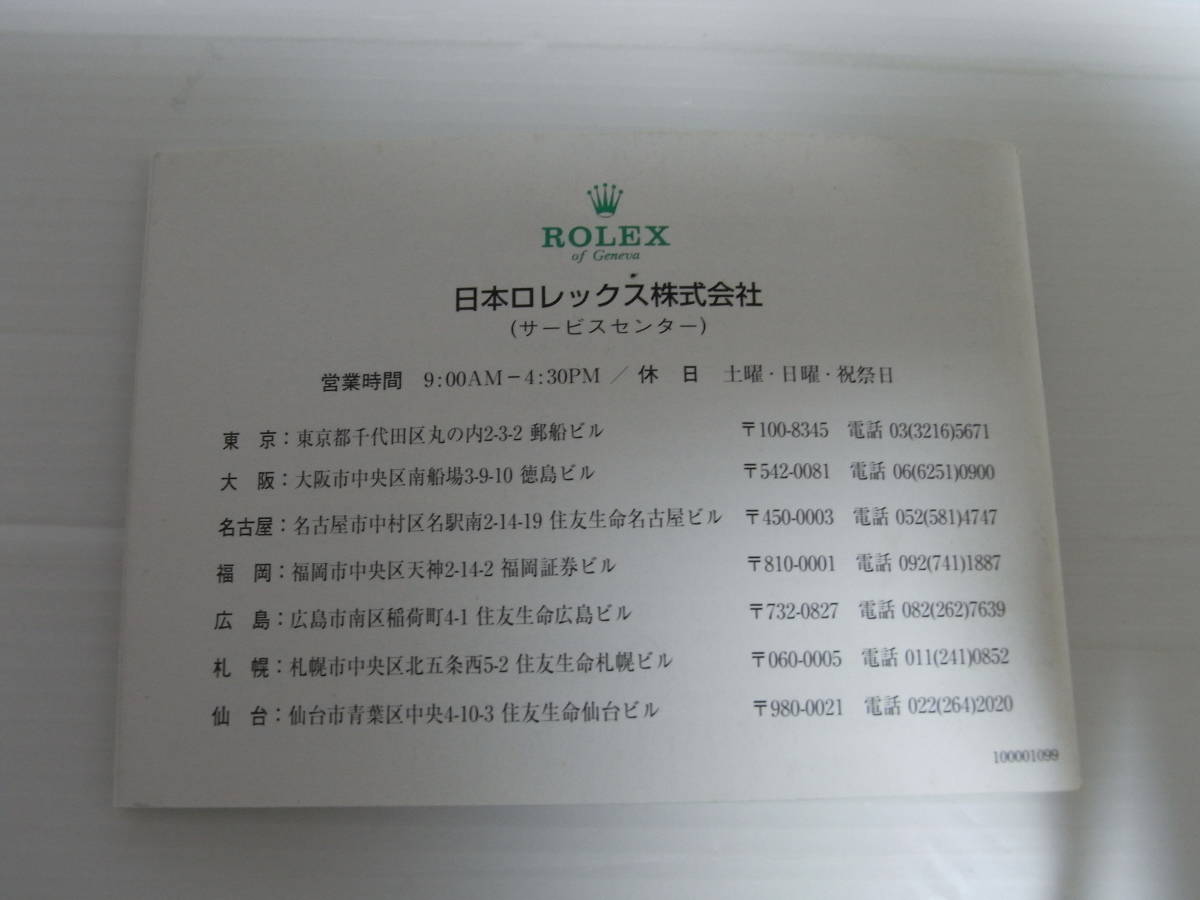 ROLEX
of Geneva
日本ロレックス株式会社
(サービスセンター)
営業時間 9:00AM－4:30PM ／ 休 日 土曜・日曜・祝祭日
東 京：東京都千代田区丸の内2-3-2 郵船ビル 〒100-8345 電話 03(3216)5671
大 阪：大阪市中央区南船場3-9-10 徳島ビル 〒542-0081 電話 06(6251)0900
名古屋：名古屋市中村区名駅南2-14-19 住友生命名古屋ビル 〒450-0003 電話 052(581)4747
福 岡：福岡市中央区天神2-14-2 福岡証券ビル 〒810-0001 電話 092(741)1887
広 島：広島市南区稲荷町4-1 住友生命広島ビル 〒732-0827 電話 082(262)7639
札 幌：札幌市中央区北五条西5-2 住友生命札幌ビル 〒060-0005 電話 011(241)0852
仙 台：仙台市青葉区中央4-10-3 住友生命仙台ビル 〒980-0021 電話 022(264)2020
100001099